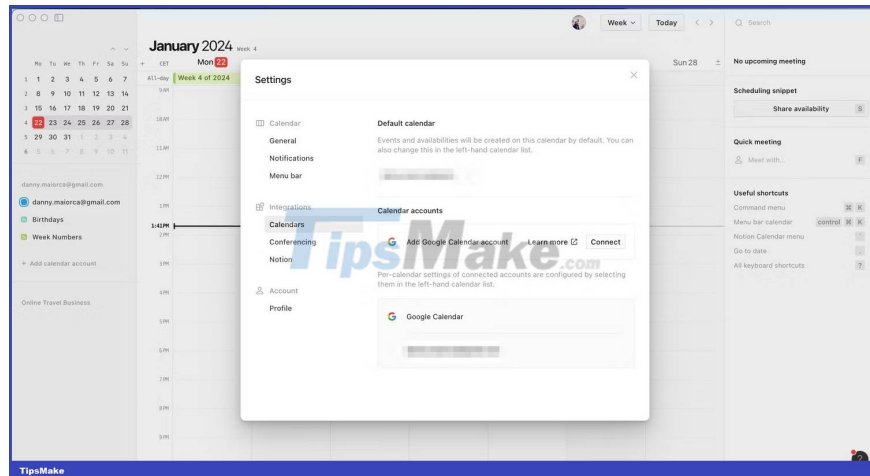 Week
Today
Search
January 2024 Week 4
Mo Tu We Th Fr Sa Su
1 1 2 3 4 5 6 7
2 8 9 10 11 12 13 14
3 15 16 17 18 19 20 21
4 22 23 24 25 26 27 28
5 29 30 31 1 2 3 4
6 5 6 7 8 9 10 11
danny.maiorca@gmail.com
danny.maiorca@gmail.com
Birthdays
Week Numbers
+ Add calendar account
Online Travel Business
+ CET Mon 22
Sun 28
All-day Week 4 of 2024
9 AM
10 AM
11 AM
12 PM
1 PM
1:41PM
2 PM
3 PM
4 PM
5 PM
6 PM
7 PM
8 PM
9 PM
Settings
Calendar
General
Notifications
Menu bar
Integrations
Calendars
Conferencing
Notion
Account
Profile
Default calendar
Events and availabilities will be created on this calendar by default. You can
also change this in the left-hand calendar list.
Calendar accounts
Add Google Calendar account Learn more Connect
Per-calendar settings of connected accounts are configured by selecting
them in the left-hand calendar list.
Google Calendar
TipsMake.com
No upcoming meeting
Scheduling snippet
Share availability S
Quick meeting
Meet with... F
Useful shortcuts
Command menu ⌘ K
Menu bar calendar control ⌘ K
Notion Calendar menu
Go to date .
All keyboard shortcuts ?
?
TipsMake